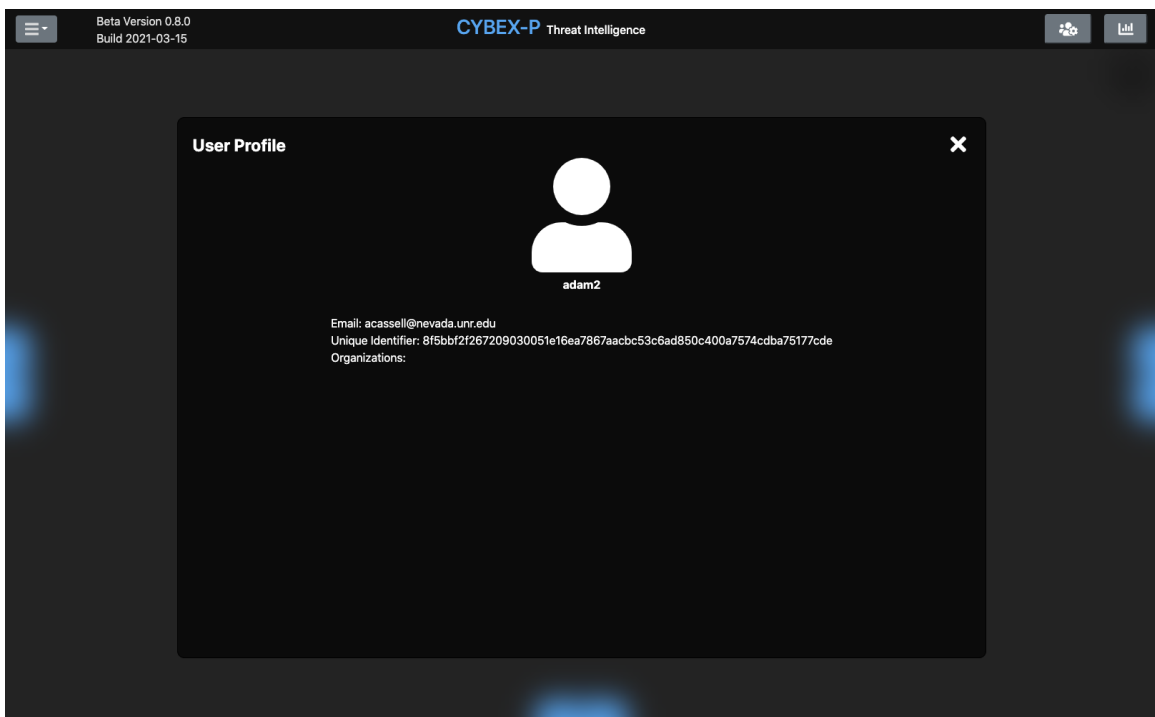 Beta Version 0.8.0
Build 2021-03-15
CYBEX-P Threat Intelligence
User Profile
adam2
Email: acassell@nevada.unr.edu
Unique Identifier: 8f5bbf2f267209030051e16ea7867aacbc53c6ad850c400a7574cdba75177cde
Organizations: